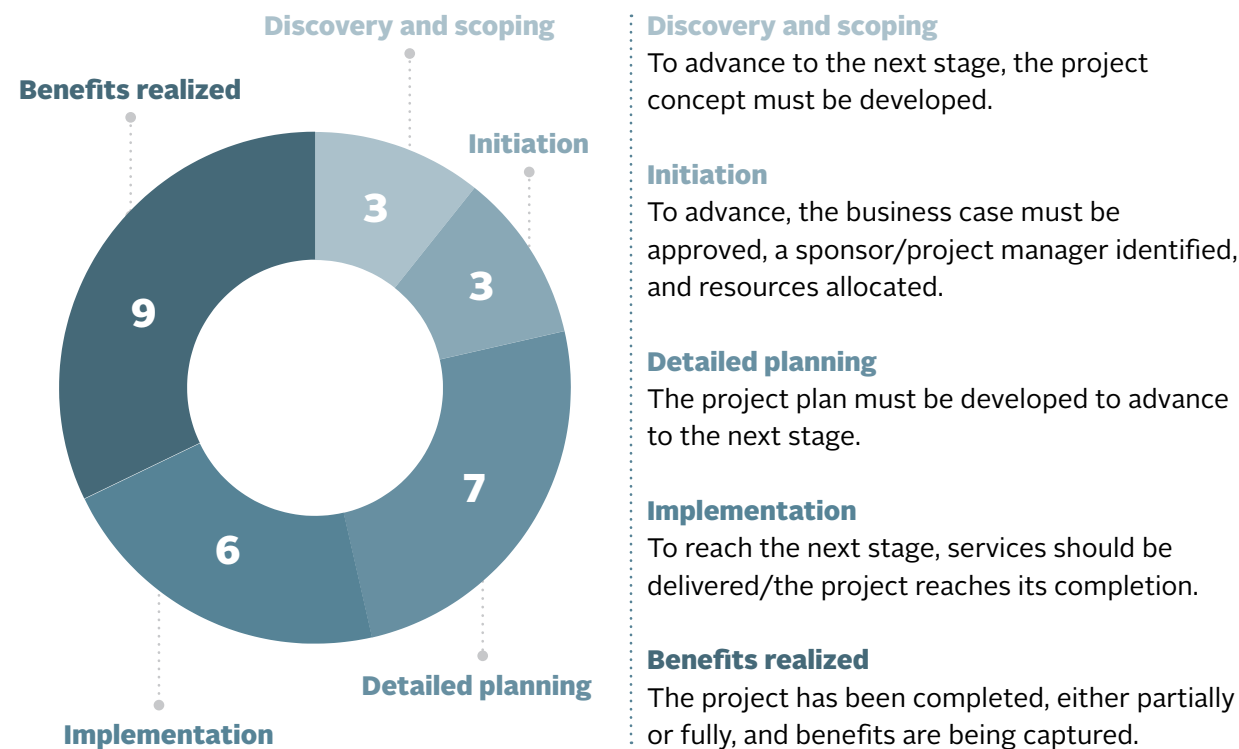 Discovery and scoping
Benefits realized
Initiation
3
3
9
7
6
Detailed planning
Implementation
Discovery and scoping
To advance to the next stage, the project
concept must be developed.
Initiation
To advance, the business case must be
approved, a sponsor/project manager identified,
and resources allocated.
Detailed planning
The project plan must be developed to advance
to the next stage.
Implementation
To reach the next stage, services should be
delivered/the project reaches its completion.
Benefits realized
The project has been completed, either partially
or fully, and benefits are being captured.